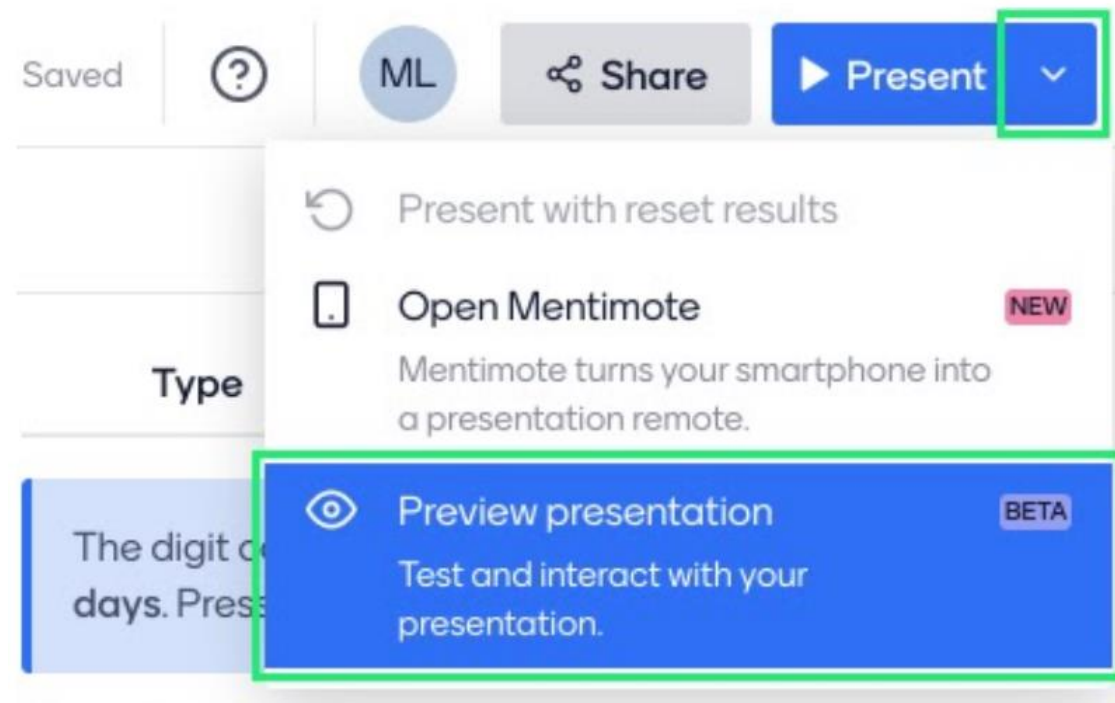 Saved
ML
Share
Present
Present with reset results
Open Mentimote
NEW
Mentimote turns your smartphone into
a presentation remote.
Type
Preview presentation
BETA
The digit
Test and interact with your
days. Press
presentation.